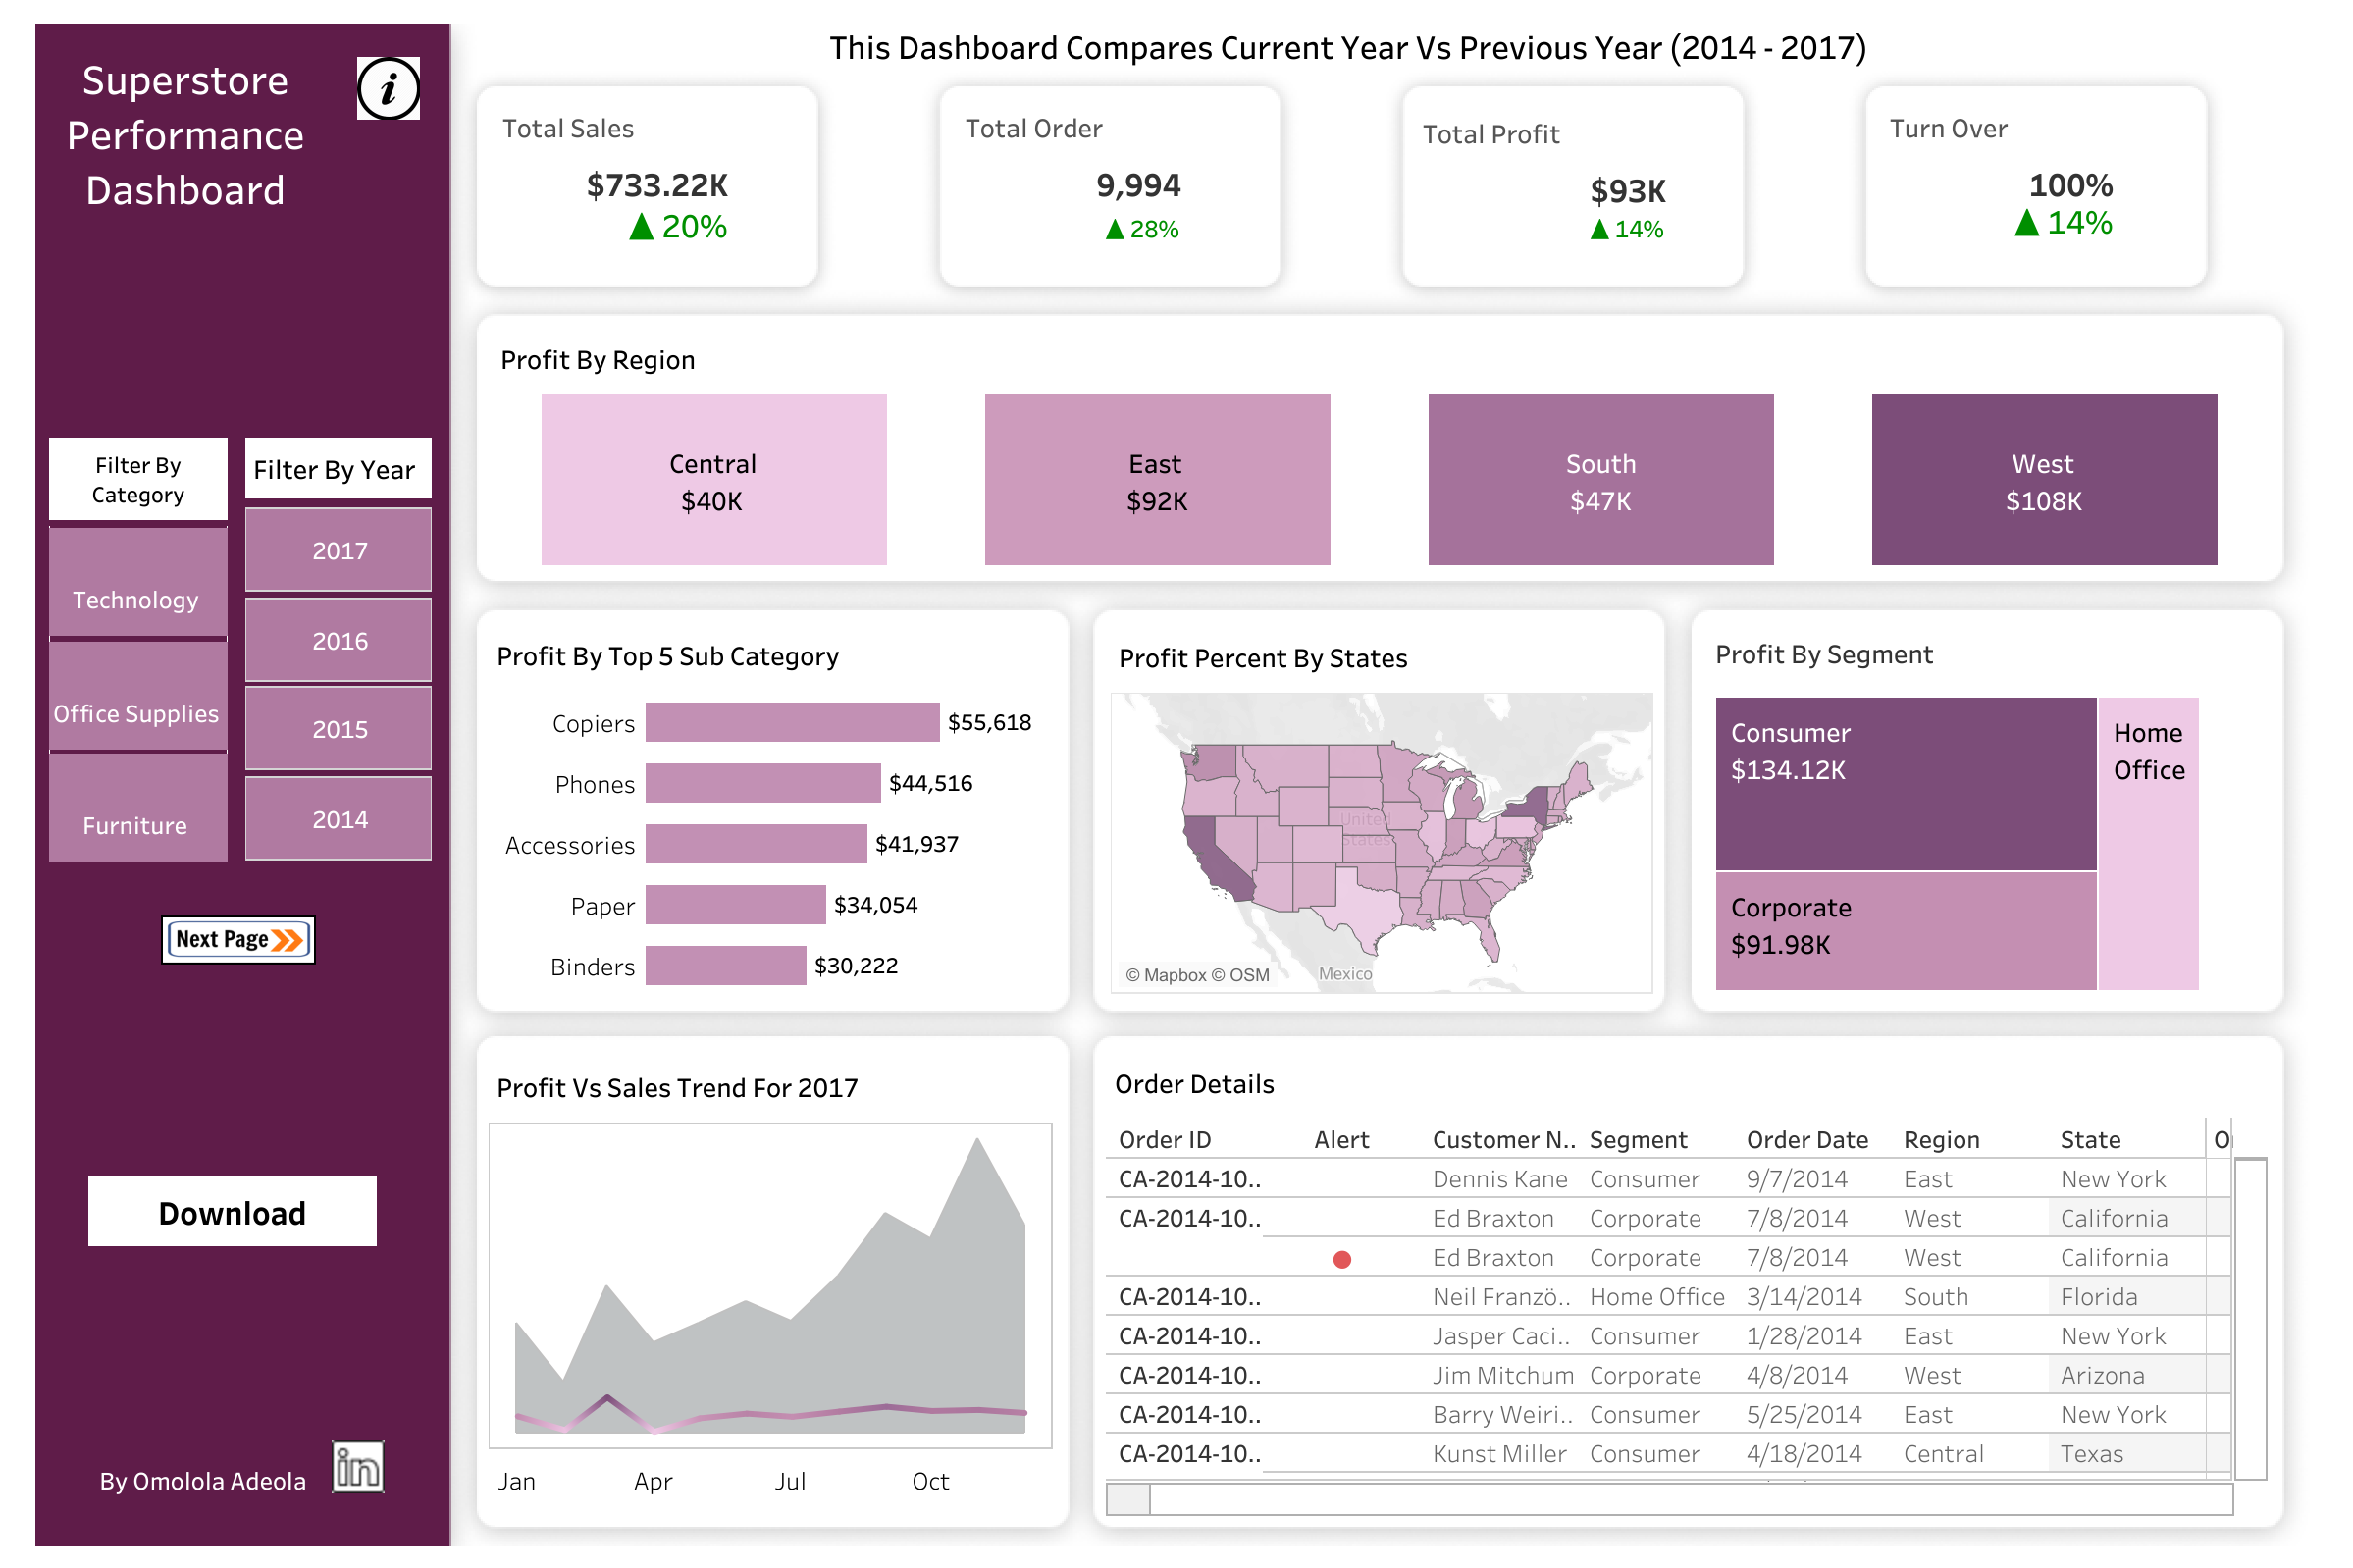 Superstore
Performance
Dashboard
i
This Dashboard Compares Current Year Vs Previous Year (2014 - 2017)
Total Sales
$733.22K
▲ 20%
Total Order
9,994
▲ 28%
Total Profit
$93K
▲ 14%
Turn Over
100%
▲ 14%
Profit By Region
Central
$40K
East
$92K
South
$47K
West
$108K
Filter By
Category
Technology
Office Supplies
Furniture
Filter By Year
2017
2016
2015
2014
Next Page
Download
By Omolola Adeola
in
Profit By Top 5 Sub Category
Copiers $55,618
Phones $44,516
Accessories $41,937
Paper $34,054
Binders $30,222
Profit Percent By States
United
States
Mexico
© Mapbox © OSM
Profit By Segment
Consumer
$134.12K
Home
Office
Corporate
$91.98K
Profit Vs Sales Trend For 2017
Jan Apr Jul Oct
Order Details
Order ID Alert Customer N.. Segment Order Date Region State
CA-2014-10.. Dennis Kane Consumer 9/7/2014 East New York
CA-2014-10.. Ed Braxton Corporate 7/8/2014 West California
Ed Braxton Corporate 7/8/2014 West California
CA-2014-10.. Neil Franzö.. Home Office 3/14/2014 South Florida
CA-2014-10.. Jasper Caci.. Consumer 1/28/2014 East New York
CA-2014-10.. Jim Mitchum Corporate 4/8/2014 West Arizona
CA-2014-10.. Barry Weiri.. Consumer 5/25/2014 East New York
CA-2014-10.. Kunst Miller Consumer 4/18/2014 Central Texas